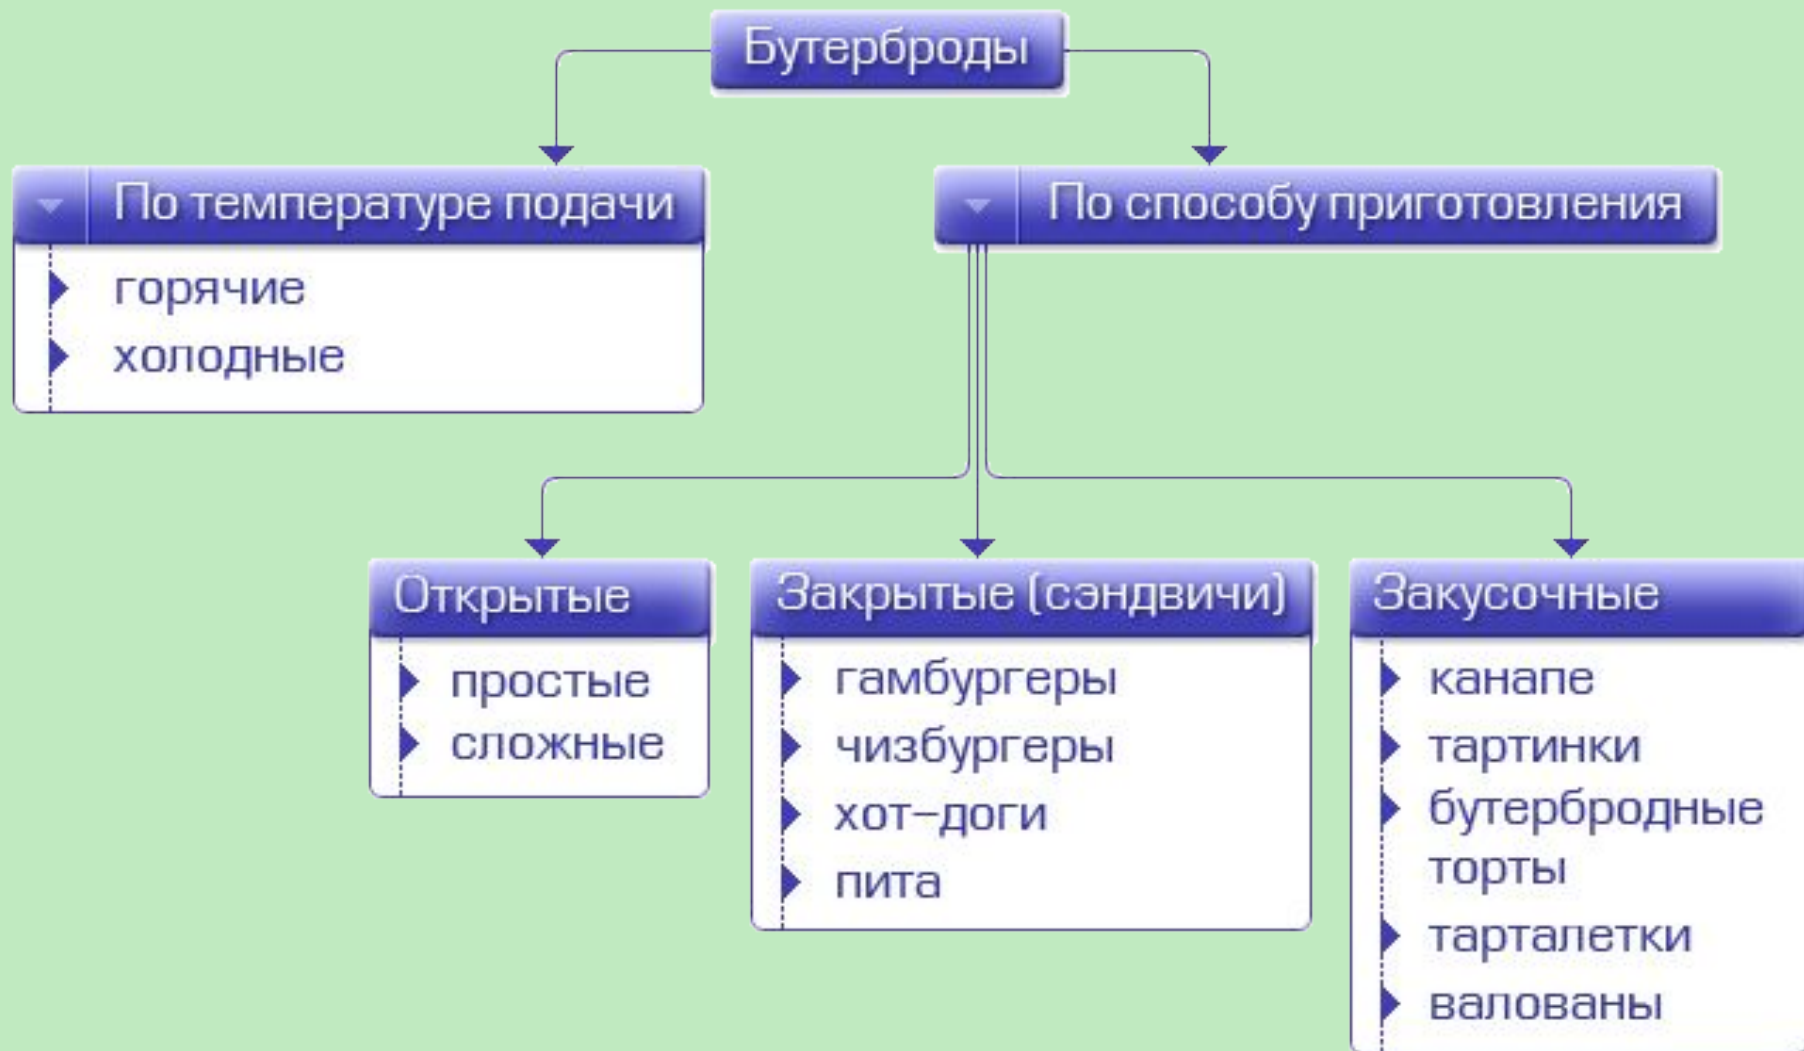 Бутерброды
По температуре подачи
горячие
холодные
По способу приготовления
Открытые
простые
сложные
Закрытые (сэндвичи)
гамбургеры
чизбургеры
хот-доги
пита
Закусочные
канапе
тартинки
бутербродные
торты
тарталетки
валованы